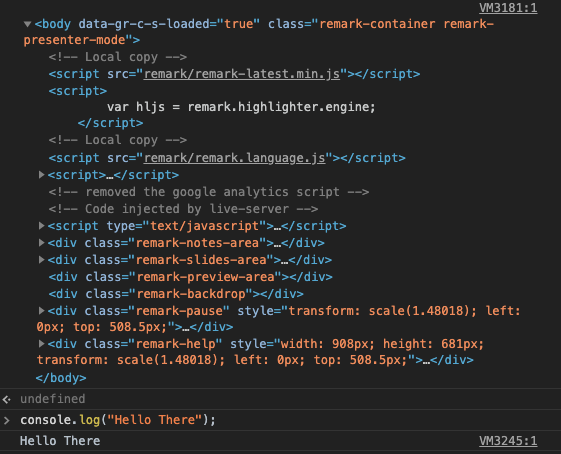 VM3181:1
<body data-gr-c-s-loaded="true" class="remark-container remark-
presenter-mode">
<!-- Local copy -->
<script src="remark/remark-latest.min.js"></script>
<script>
var hljs = remark.highlighter.engine;
</script>
<!-- Local copy -->
<script src="remark/remark.language.js"></script>
<script>…</script>
<!-- removed the google analytics script -->
<!-- Code injected by live-server -->
<script type="text/javascript">…</script>
<div class="remark-notes-area">…</div>
<div class="remark-slides-area">…</div>
<div class="remark-preview-area"></div>
<div class="remark-backdrop"></div>
<div class="remark-pause" style="transform: scale(1.48018); left:
0px; top: 508.5px;">…</div>
<div class="remark-help" style="width: 908px; height: 681px;
transform: scale(1.48018); left: 0px; top: 508.5px;">…</div>
</body>
undefined
console.log("Hello There");
Hello There VM3245:1